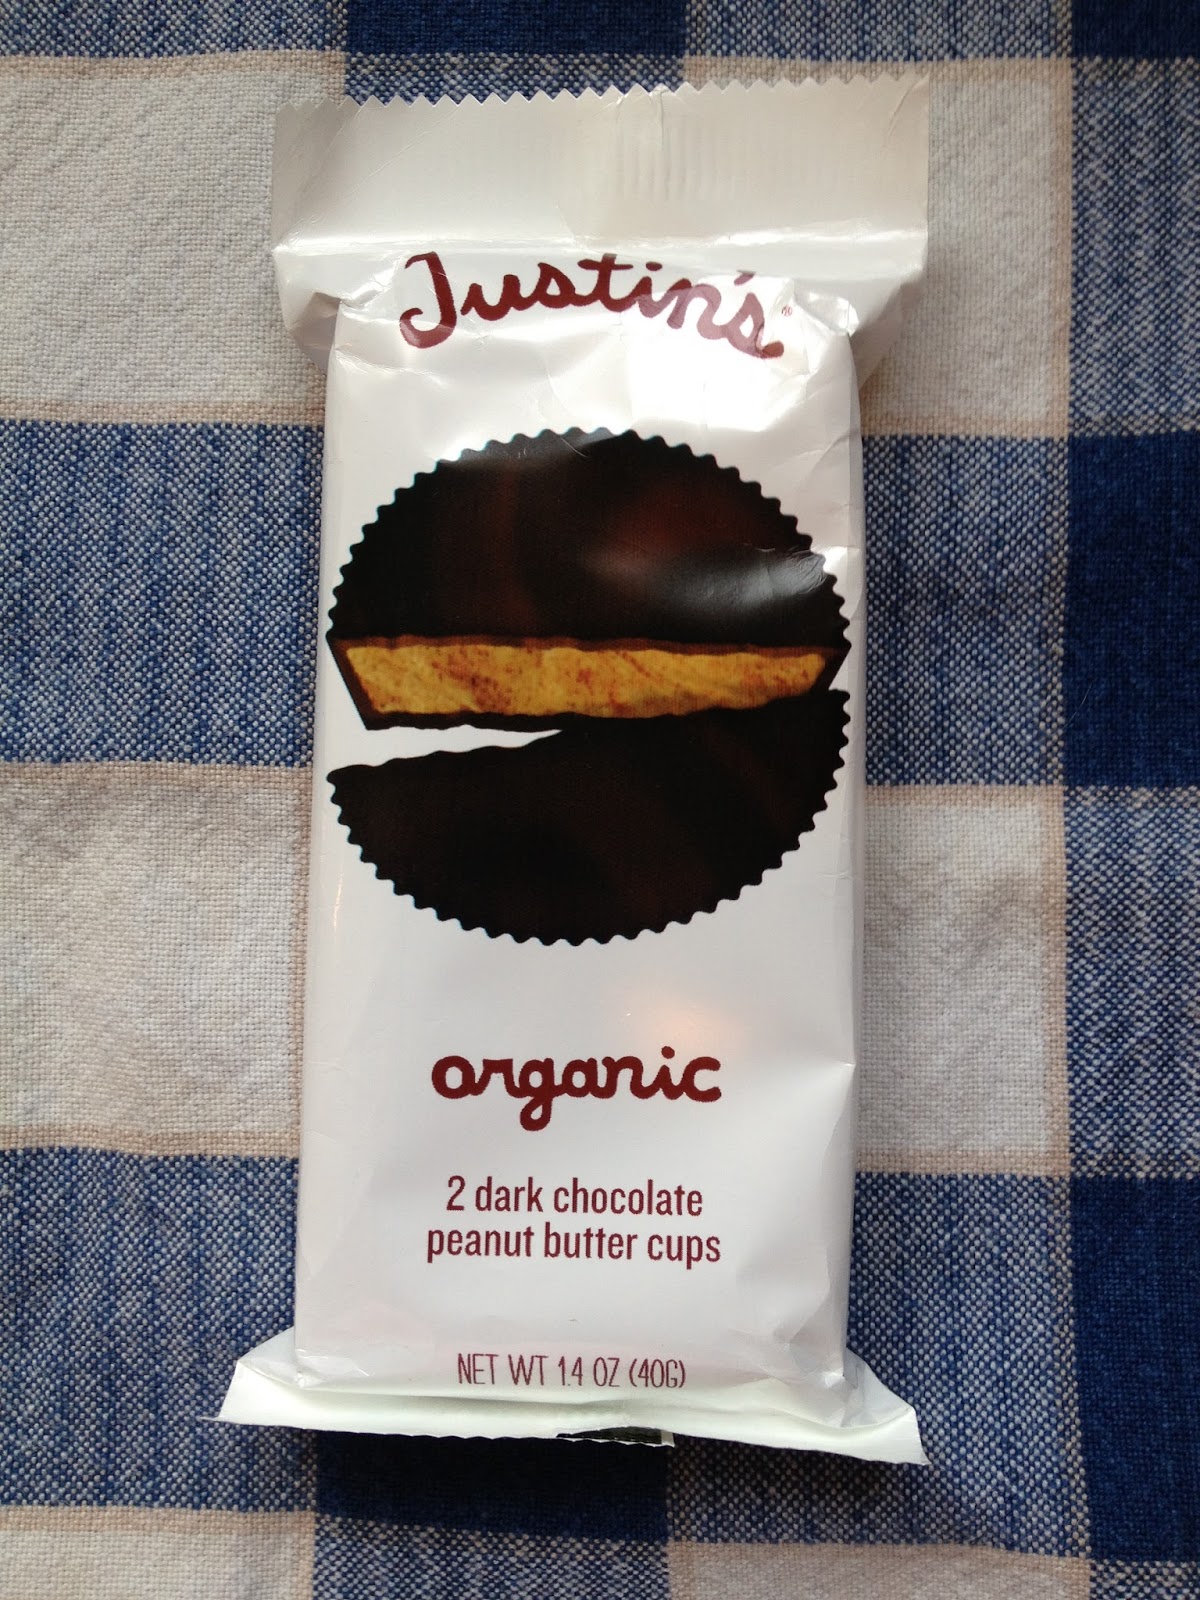 Justin's®
organic
2 dark chocolate
peanut butter cups
NET WT 1.4 OZ (40G)